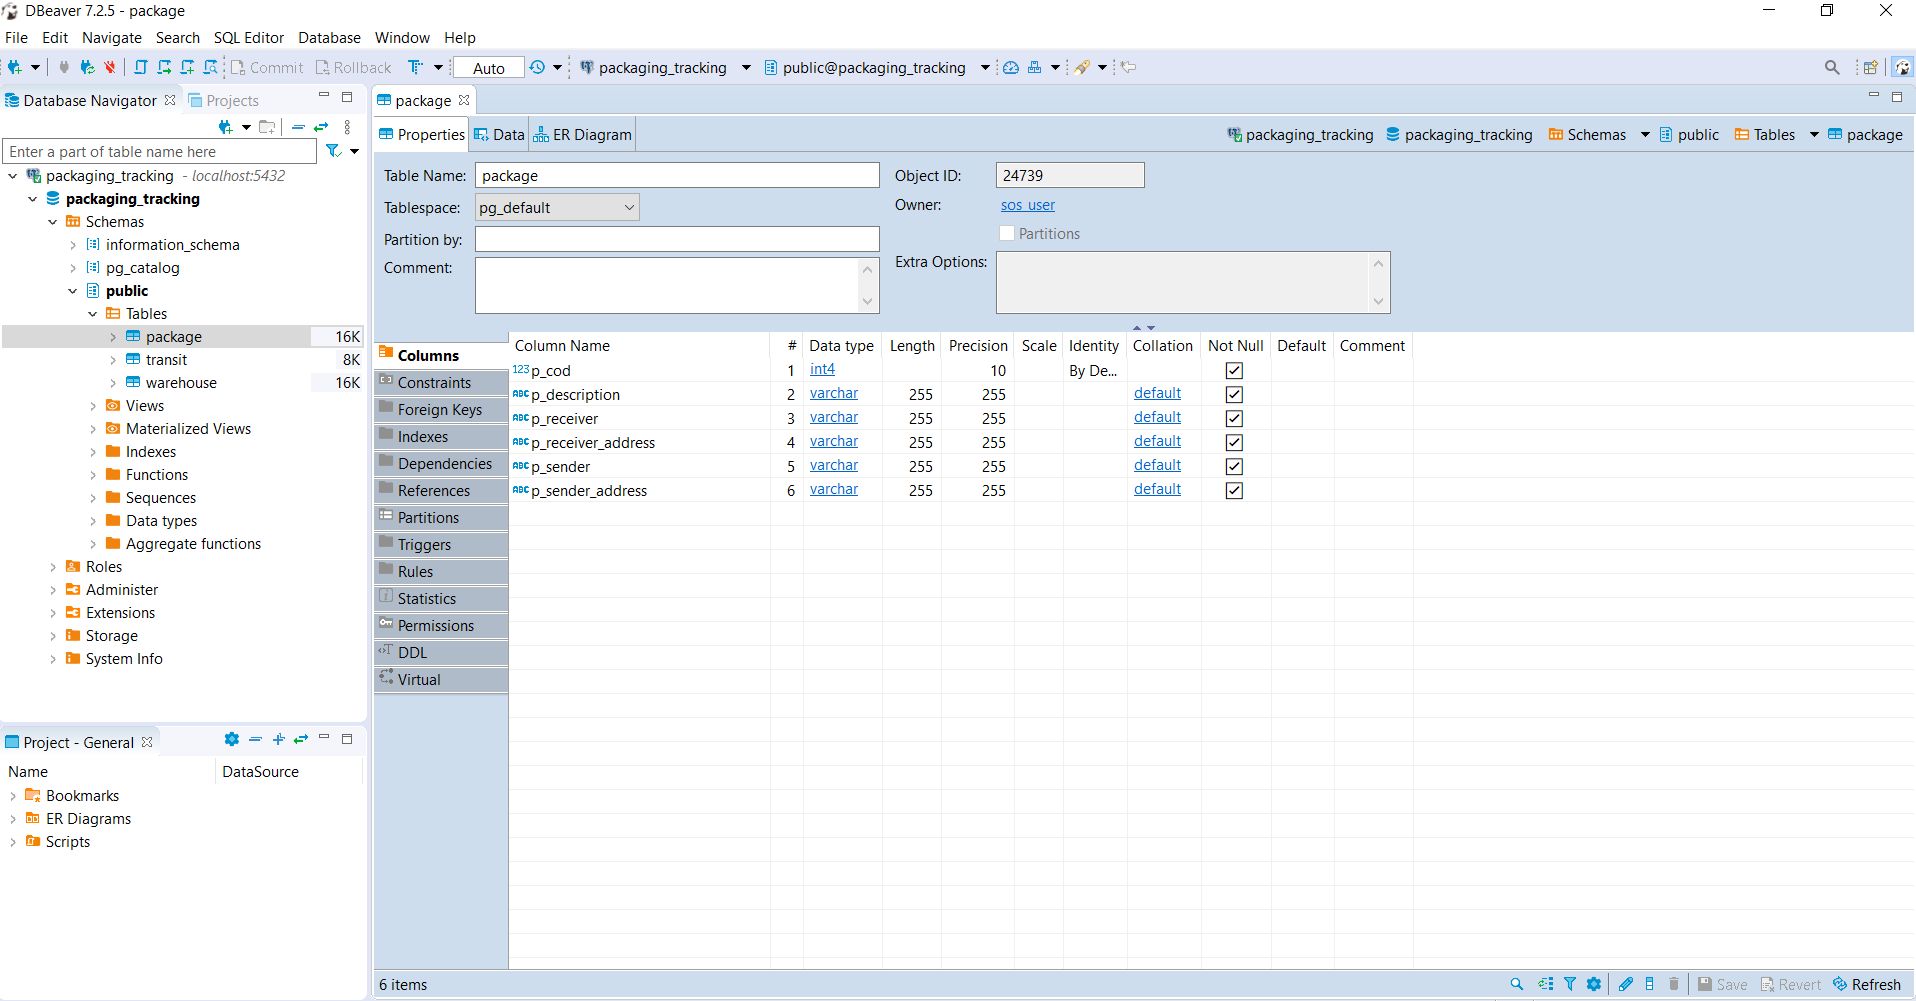 DBeaver 7.2.5 - package
File Edit Navigate Search SQL Editor Database Window Help
Commit Rollback Auto packaging_tracking public@packaging_tracking
Database Navigator Projects
Enter a part of table name here
packaging_tracking - localhost:5432
packaging_tracking
Schemas
information_schema
pg_catalog
public
Tables
package 16K
transit 8K
warehouse 16K
Views
Materialized Views
Indexes
Functions
Sequences
Data types
Aggregate functions
Roles
Administer
Extensions
Storage
System Info
Project - General
Name DataSource
Bookmarks
ER Diagrams
Scripts
package
Properties Data ER Diagram packaging_tracking packaging_tracking Schemas public Tables package
Table Name: package Object ID: 24739
Tablespace: pg_default Owner: sos_user
Partition by: Partitions
Comment: Extra Options:
Columns
Constraints
Foreign Keys
Indexes
Dependencies
References
Partitions
Triggers
Rules
Statistics
Permissions
DDL
Virtual
Column Name # Data type Length Precision Scale Identity Collation Not Null Default Comment
123 p_cod 1 int4 10 By De...
ABC p_description 2 varchar 255 255 default
ABC p_receiver 3 varchar 255 255 default
ABC p_receiver_address 4 varchar 255 255 default
ABC p_sender 5 varchar 255 255 default
ABC p_sender_address 6 varchar 255 255 default
6 items Save Revert Refresh